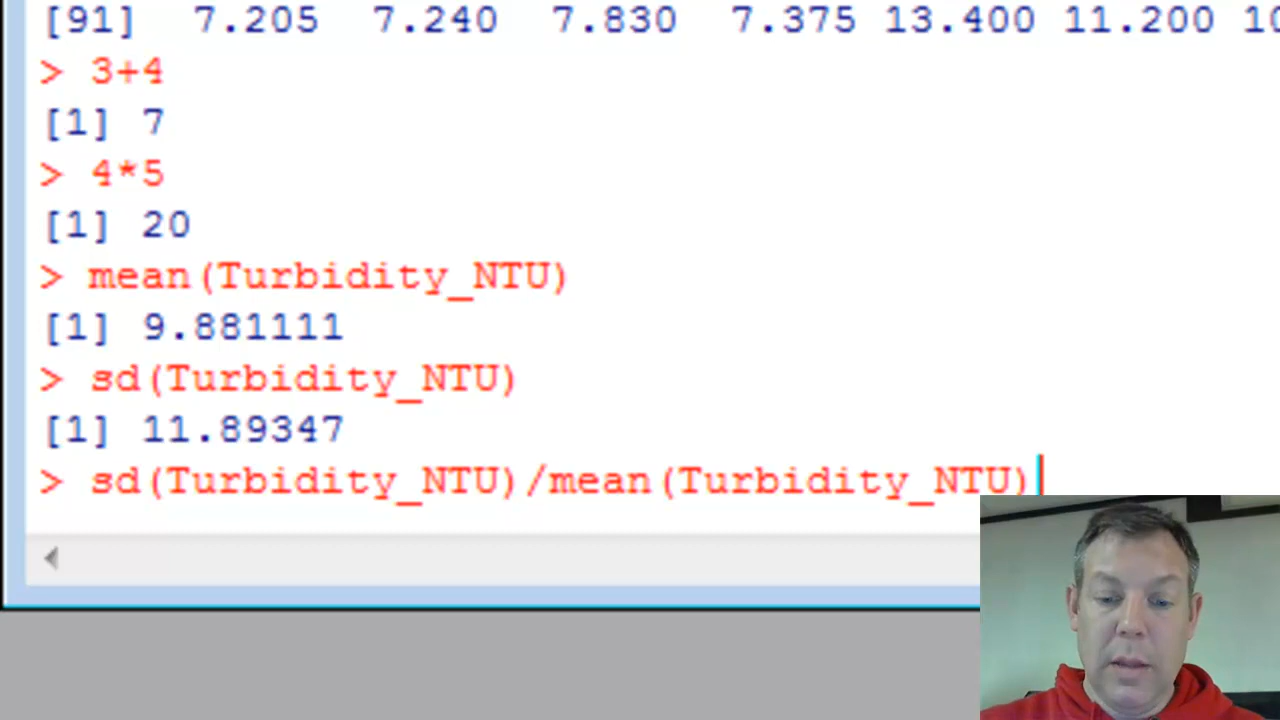 [91] 7.205 7.240 7.830 7.375 13.400 11.200
> 3+4
[1] 7
> 4*5
[1] 20
> mean(Turbidity_NTU)
[1] 9.881111
> sd(Turbidity_NTU)
[1] 11.89347
> sd(Turbidity_NTU)/mean(Turbidity_NTU)